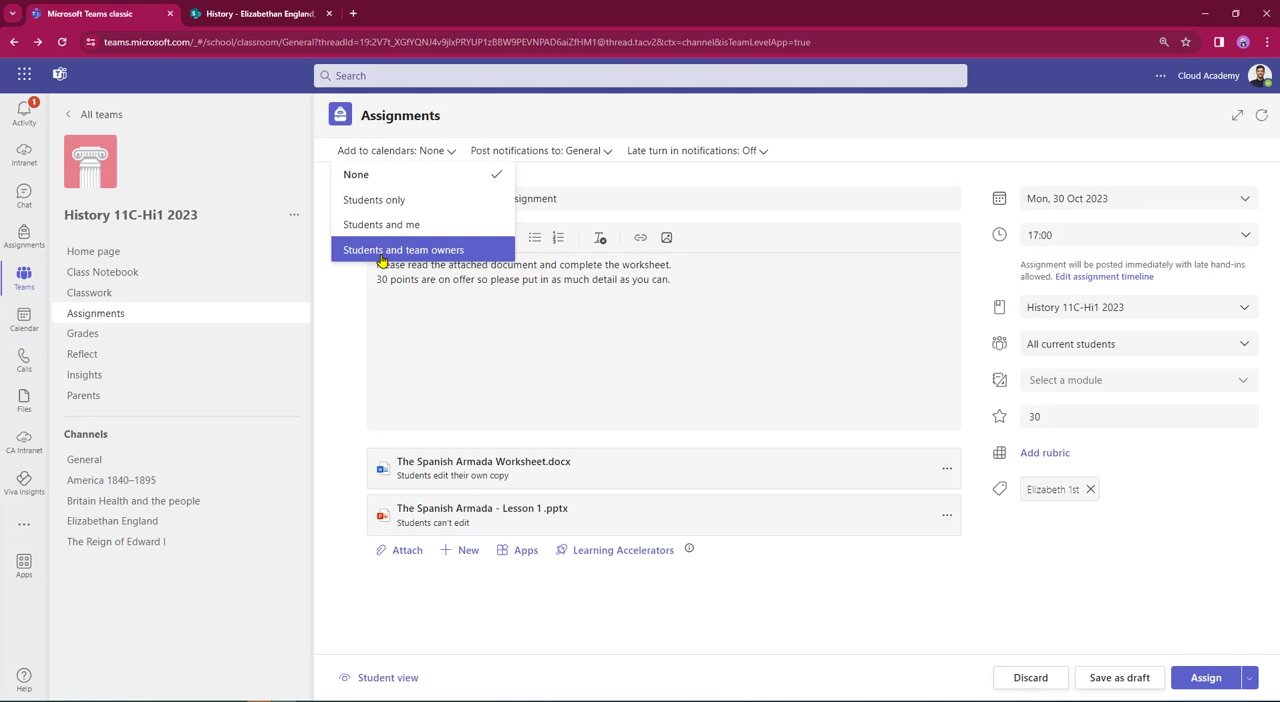 Microsoft Teams classic
History - Elizabethan England,
teams.microsoft.com/_#/school/classroom/General?threadId=19:2V7t_XGfYQNJ4v9jlxPRYUP1zBBW9PEVNPAD6aiZfHM1@thread.tacv2&ctx=channel&isTeamLevelApp=true
Search
Cloud Academy
1
Activity
Intranet
Chat
Assignments
Teams
Calendar
Calls
Files
CA Intranet
Viva Insights
Apps
Help
All teams
History 11C-Hi1 2023
Home page
Class Notebook
Classwork
Assignments
Grades
Reflect
Insights
Parents
Channels
General
America 1840–1895
Britain Health and the people
Elizabethan England
The Reign of Edward I
Assignments
Add to calendars: None
Post notifications to: General
Late turn in notifications: Off
None
Students only
Students and me
Students and team owners
signment
Please read the attached document and complete the worksheet.
30 points are on offer so please put in as much detail as you can.
The Spanish Armada Worksheet.docx
Students edit their own copy
The Spanish Armada - Lesson 1.pptx
Students can't edit
Attach
New
Apps
Learning Accelerators
Mon, 30 Oct 2023
17:00
Assignment will be posted immediately with late hand-ins
allowed. Edit assignment timeline
History 11C-Hi1 2023
All current students
Select a module
30
Add rubric
Elizabeth 1st
Student view
Discard
Save as draft
Assign